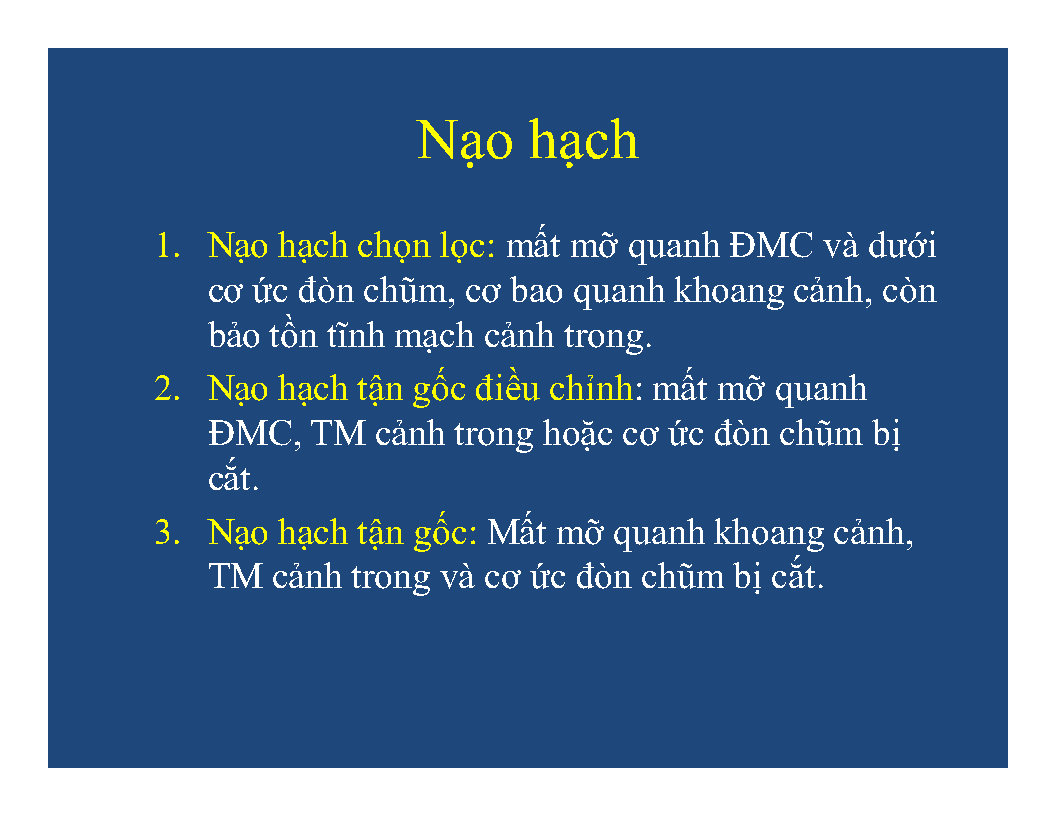 Nạo hạch
1. Nạo hạch chọn lọc: mất mỡ quanh ĐMC và dưới
cơ ức đòn chũm, cơ bao quanh khoang cảnh, còn
bảo tồn tĩnh mạch cảnh trong.
2. Nạo hạch tận gốc điều chỉnh: mất mỡ quanh
ĐMC, TM cảnh trong hoặc cơ ức đòn chũm bị
cắt.
3. Nạo hạch tận gốc: Mất mỡ quanh khoang cảnh,
TM cảnh trong và cơ ức đòn chũm bị cắt.